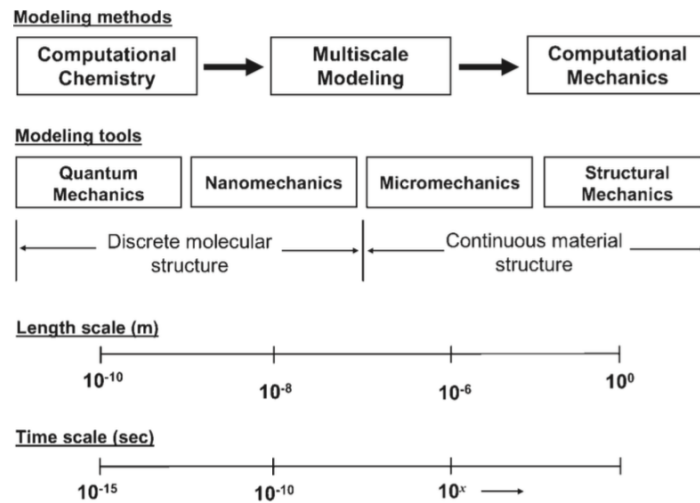 Modeling methods
Computational Chemistry
Multiscale Modeling
Computational Mechanics
Modeling tools
Quantum Mechanics
Nanomechanics
Micromechanics
Structural Mechanics
Discrete molecular structure
Continuous material structure
Length scale (m)
10⁻¹⁰
10⁻⁸
10⁻⁶
10⁰
Time scale (sec)
10⁻¹⁵
10⁻¹⁰
10ˣ